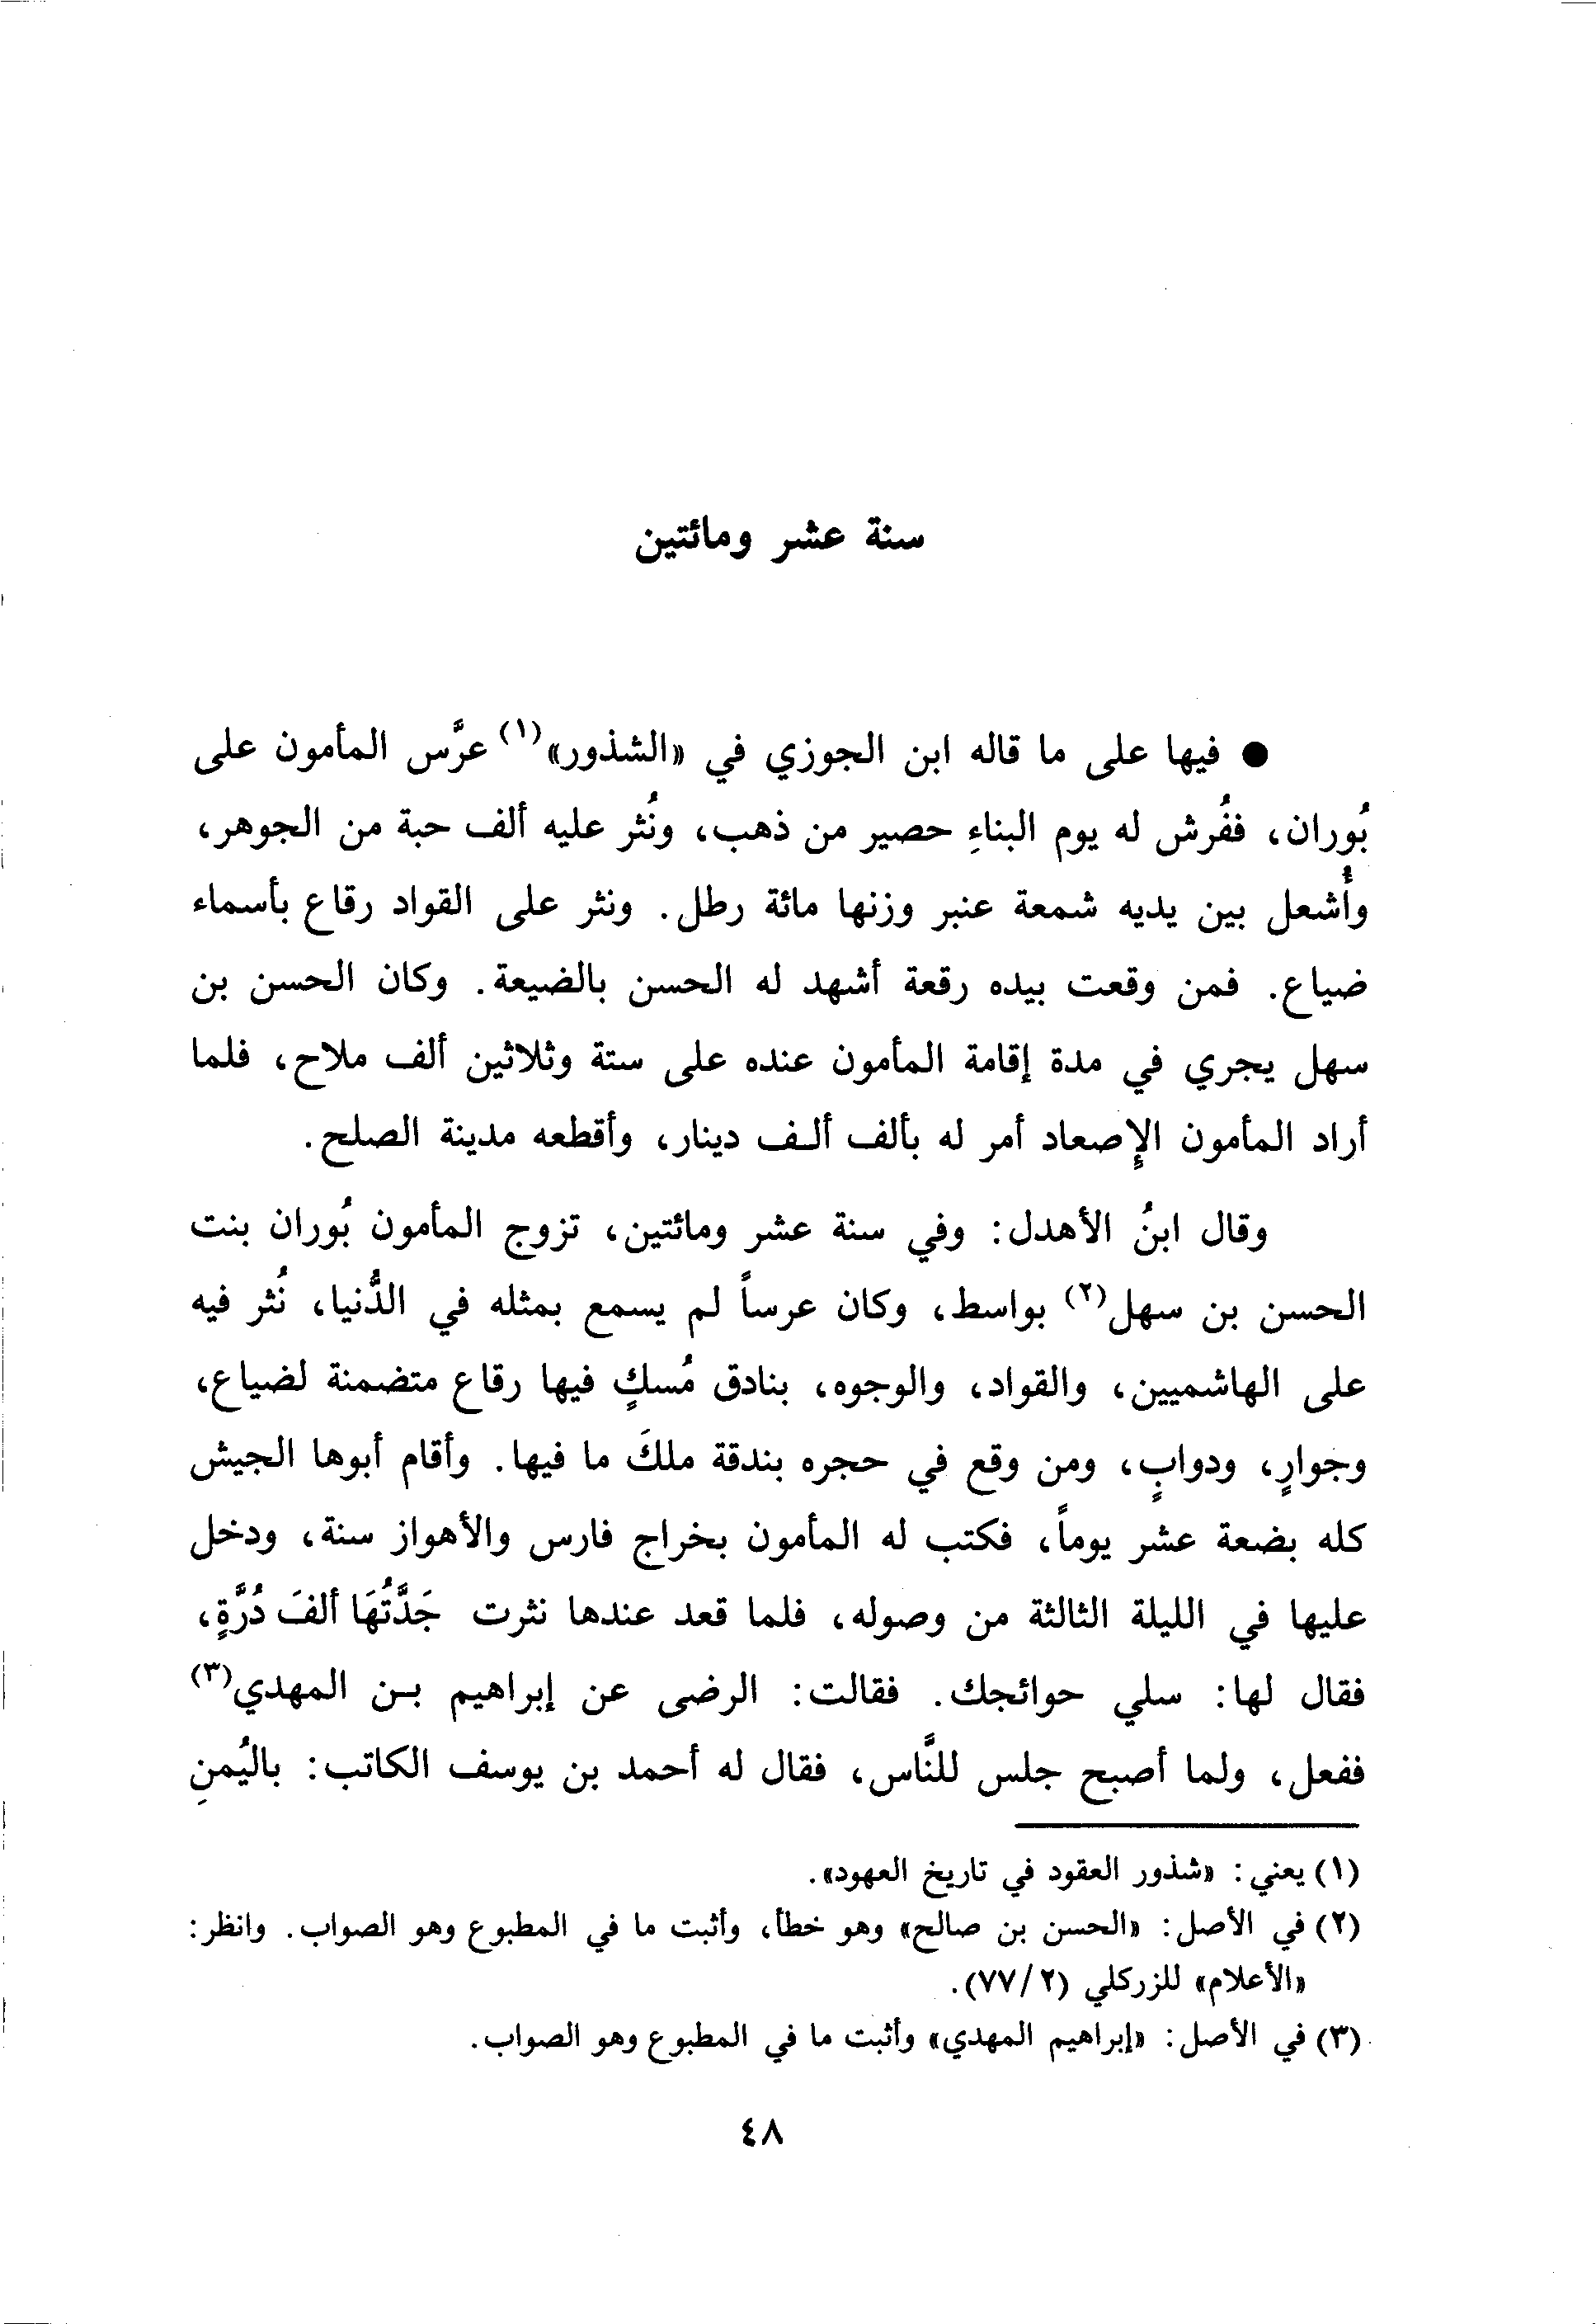 سنة عشر ومائتين
● فيها على ما قاله ابن الجوزي في «الشذور»(١) عرَّس المأمون على
بُوران، ففُرش له يوم البناءِ حصير من ذهب، ونُثر عليه ألف حبة من الجوهر،
وأُشعل بين يديه شمعة عنبر وزنها مائة رطل. ونثر على القواد رقاع بأسماء
ضياع. فمن وقعت بيده رقعة أشهد له الحسن بالضيعة. وكان الحسن بن
سهل يجري في مدة إقامة المأمون عنده على ستة وثلاثين ألف ملاح، فلما
أراد المأمون الإِصعاد أمر له بألف ألـف دينار، وأقطعه مدينة الصلح.
وقال ابنُ الأهدل: وفي سنة عشر ومائتين، تزوج المأمون بُوران بنت
الحسن بن سهل(٢) بواسط، وكان عرساً لم يسمع بمثله في الدُّنيا، نُثر فيه
على الهاشميين، والقواد، والوجوه، بنادق مُسكٍ فيها رقاع متضمنة لضياع،
وجوارٍ، ودوابٍ، ومن وقع في حجره بندقة ملكَ ما فيها. وأقام أبوها الجيش
كله بضعة عشر يوماً، فكتب له المأمون بخراج فارس والأهواز سنة، ودخل
عليها في الليلة الثالثة من وصوله، فلما قعد عندها نثرت جَدَّتُهَا ألفَ دُرَّةٍ،
فقال لها: سلي حوائجك. فقالت: الرضى عن إبراهيم بـن المهدي(٣)
ففعل، ولما أصبح جلس للنَّاس، فقال له أحمد بن يوسف الكاتب: باليُمنِ
(١) يعني: «شذور العقود في تاريخ العهود».
(٢) في الأصل: «الحسن بن صالح» وهو خطأ، وأثبت ما في المطبوع وهو الصواب. وانظر:
«الأعلام» للزركلي (٢/٧٧).
(٣) في الأصل: «إبراهيم المهدي» وأثبت ما في المطبوع وهو الصواب.
٤٨